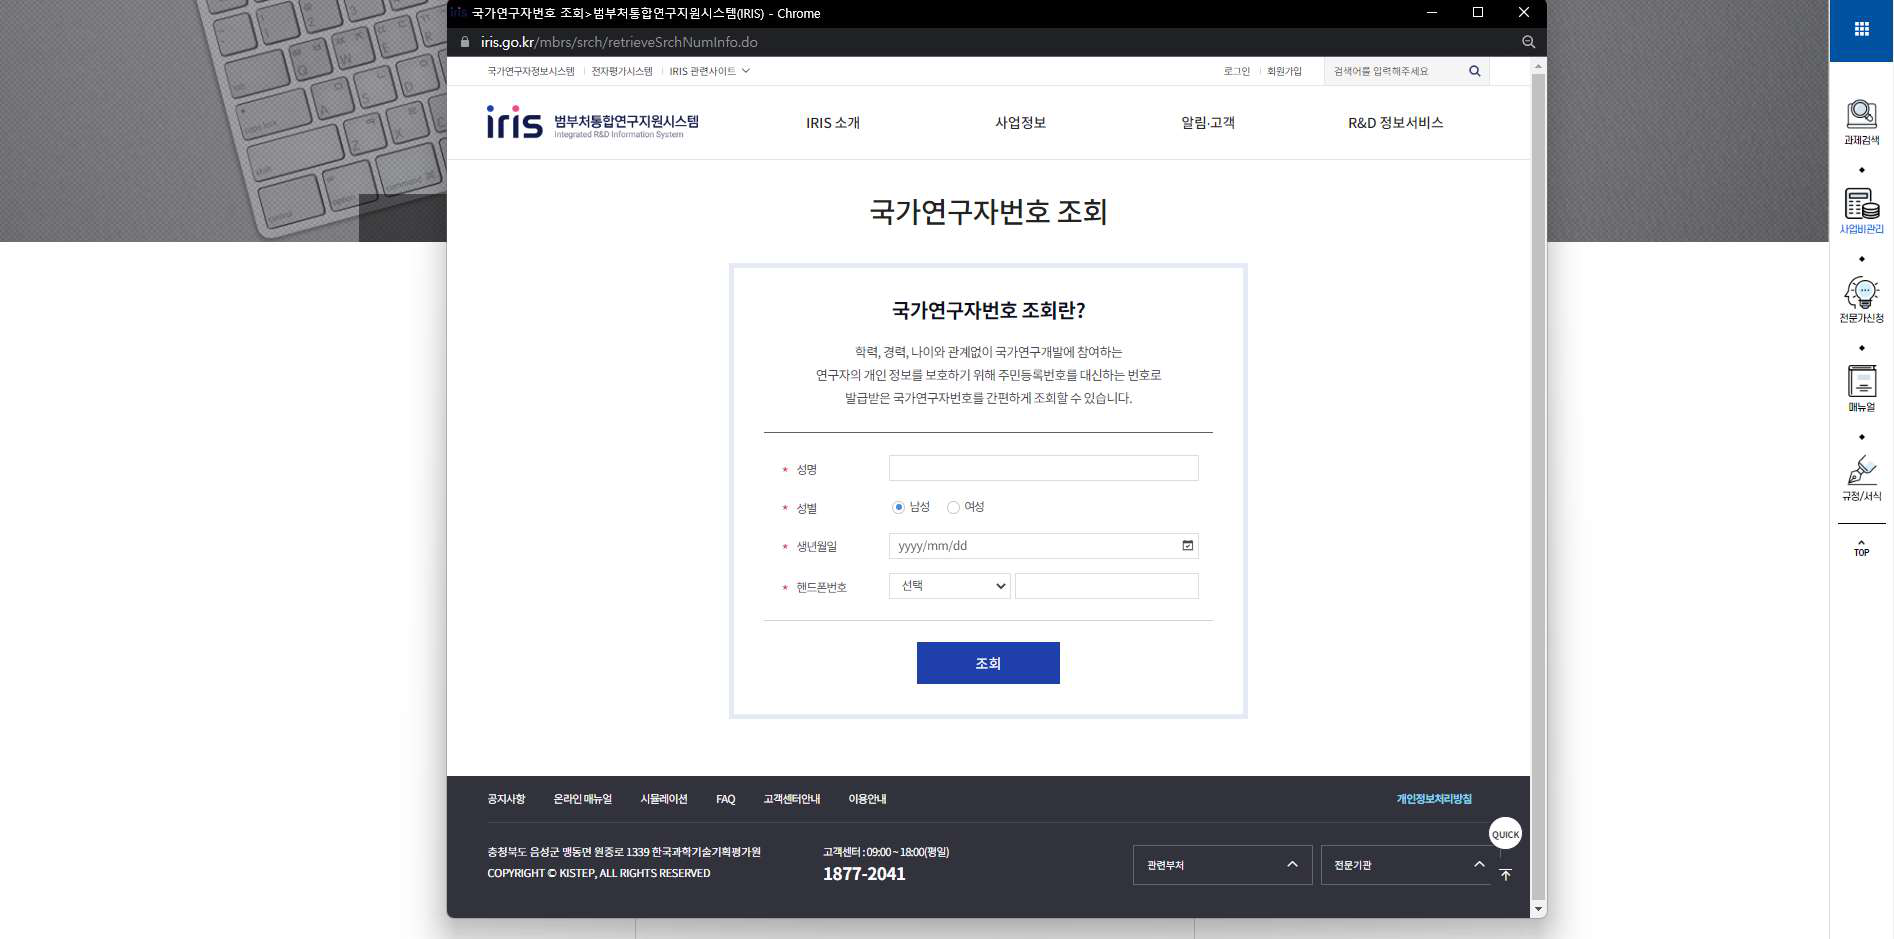 국가연구자번호 조회>범부처통합연구지원시스템(IRIS) - Chrome
iris.go.kr/mbrs/srch/retrieveSrchNumInfo.do
국가연구자정보시스템 전자평가시스템 IRIS 관련사이트
로그인 회원가입 검색어를 입력해주세요
iris 범부처통합연구지원시스템
Integrated R&D Information System
IRIS 소개 사업정보 알림·고객 R&D 정보서비스
국가연구자번호 조회
국가연구자번호 조회란?
학력, 경력, 나이와 관계없이 국가연구개발에 참여하는
연구자의 개인 정보를 보호하기 위해 주민등록번호를 대신하는 번호로
발급받은 국가연구자번호를 간편하게 조회할 수 있습니다.
* 성명
* 성별 남성 여성
* 생년월일 yyyy/mm/dd
* 핸드폰번호 선택
조회
공지사항 온라인 매뉴얼 시뮬레이션 FAQ 고객센터안내 이용안내 개인정보처리방침
QUICK
충청북도 음성군 맹동면 원중로 1339 한국과학기술기획평가원
COPYRIGHT © KISTEP, ALL RIGHTS RESERVED
고객센터 : 09:00 ~ 18:00(평일)
1877-2041
관련부처 전문기관
과제검색
사업비관리
전문가신청
매뉴얼
규정/서식
TOP